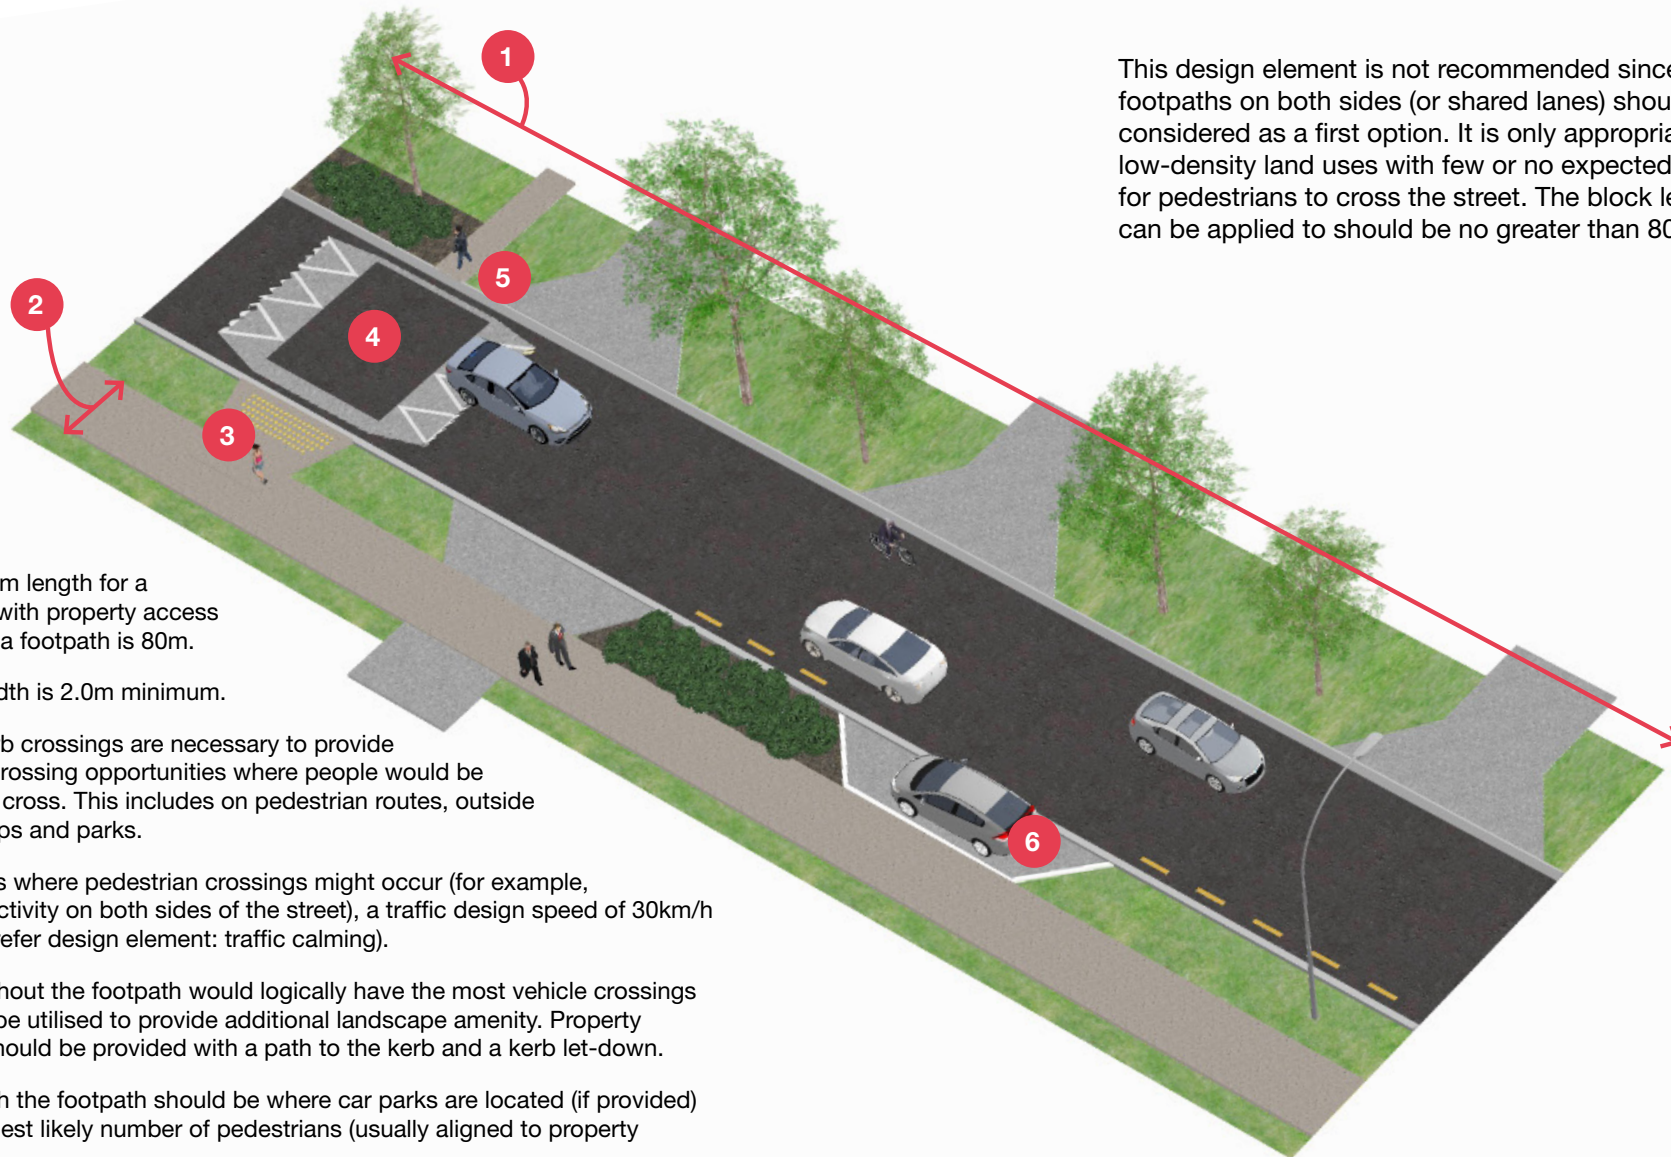 1
This design element is not recommended since
footpaths on both sides (or shared lanes) shou
considered as a first option. It is only appropria
low-density land uses with few or no expected
for pedestrians to cross the street. The block le
can be applied to should be no greater than 80
5
2
4
3
m length for a
with property access
a footpath is 80m.
dth is 2.0m minimum.
rb crossings are necessary to provide
crossing opportunities where people would be
cross. This includes on pedestrian routes, outside
ps and parks.
6
s where pedestrian crossings might occur (for example,
ctivity on both sides of the street), a traffic design speed of 30km/h
refer design element: traffic calming).
hout the footpath would logically have the most vehicle crossings
be utilised to provide additional landscape amenity. Property
hould be provided with a path to the kerb and a kerb let-down.
h the footpath should be where car parks are located (if provided)
est likely number of pedestrians (usually aligned to property